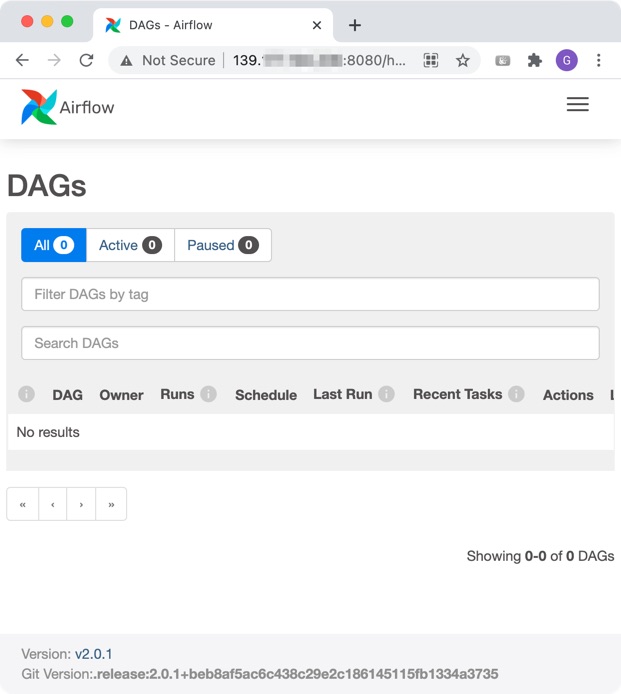 DAGs - Airflow
Not Secure 139. :8080/h...
G
Airflow
DAGs
All 0 Active 0 Paused 0
Filter DAGs by tag
Search DAGs
DAG Owner Runs Schedule Last Run Recent Tasks Actions
No results
« ‹ › »
Showing 0-0 of 0 DAGs
Version: v2.0.1
Git Version:.release:2.0.1+beb8af5ac6c438c29e2c186145115fb1334a3735